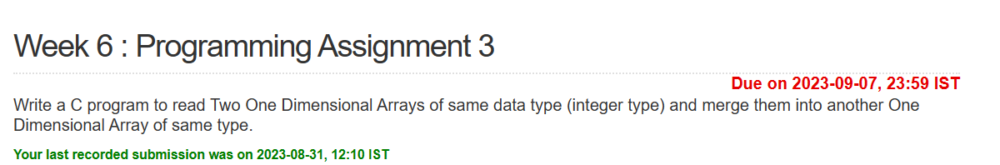 Week 6 : Programming Assignment 3
Due on 2023-09-07, 23:59 IST
Write a C program to read Two One Dimensional Arrays of same data type (integer type) and merge them into another One
Dimensional Array of same type.
Your last recorded submission was on 2023-08-31, 12:10 IST